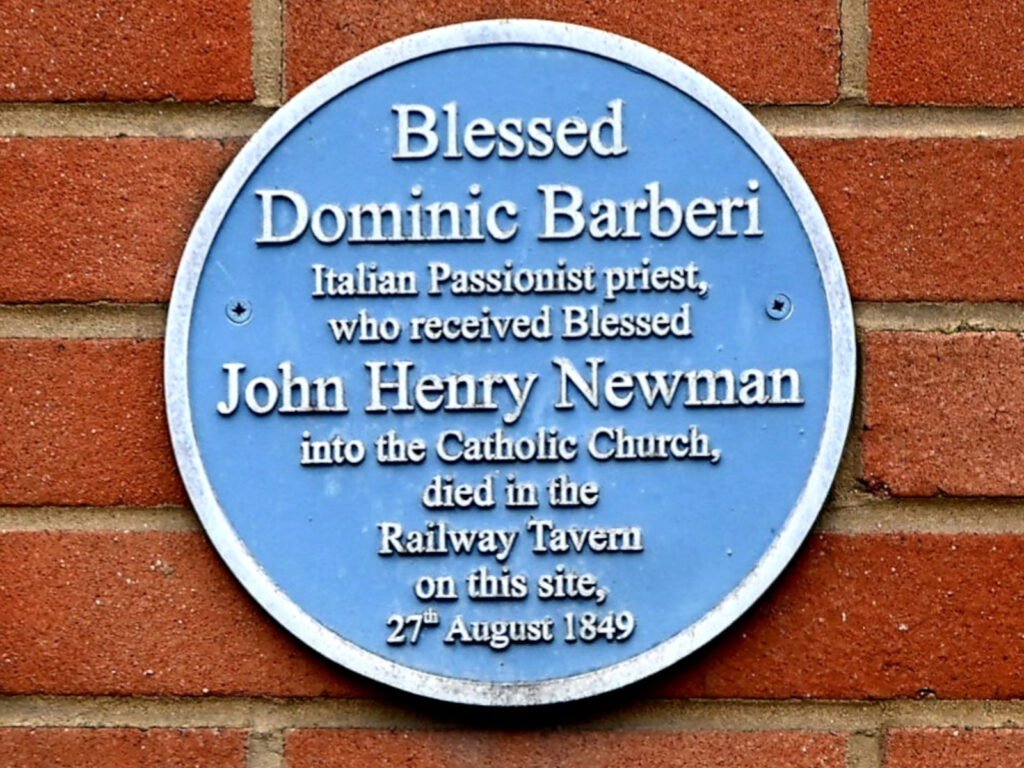 Blessed
Dominic Barberi
Italian Passionist priest,
who received Blessed
John Henry Newman
into the Catholic Church,
died in the
Railway Tavern
on this site,
27th August 1849